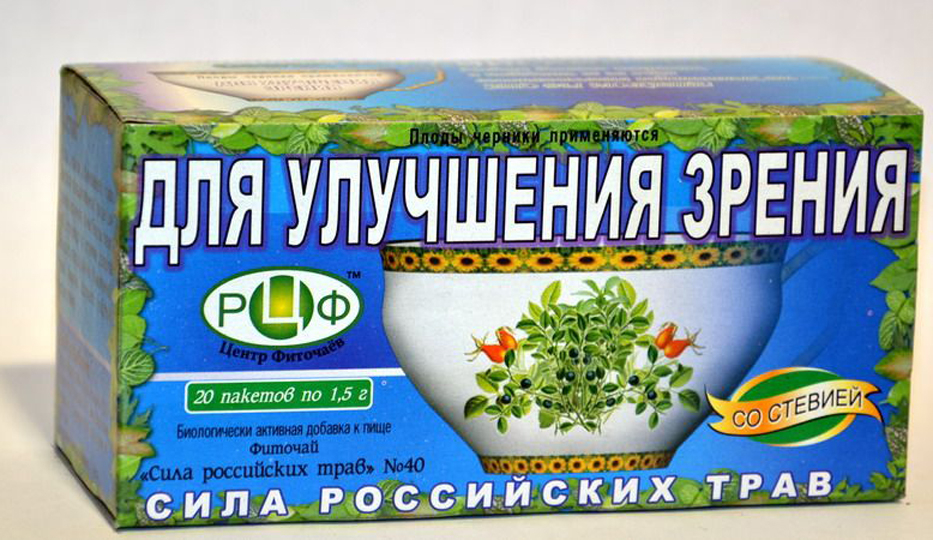 Плоды черники применяются
ДЛЯ УЛУЧШЕНИЯ ЗРЕНИЯ
РЦФ™
Центр Фиточаёв
20 пакетов по 1,5 г
Биологически активная добавка к пище
Фиточай
«Сила российских трав» №40
СО СТЕВИЕЙ
СИЛА РОССИЙСКИХ ТРАВ